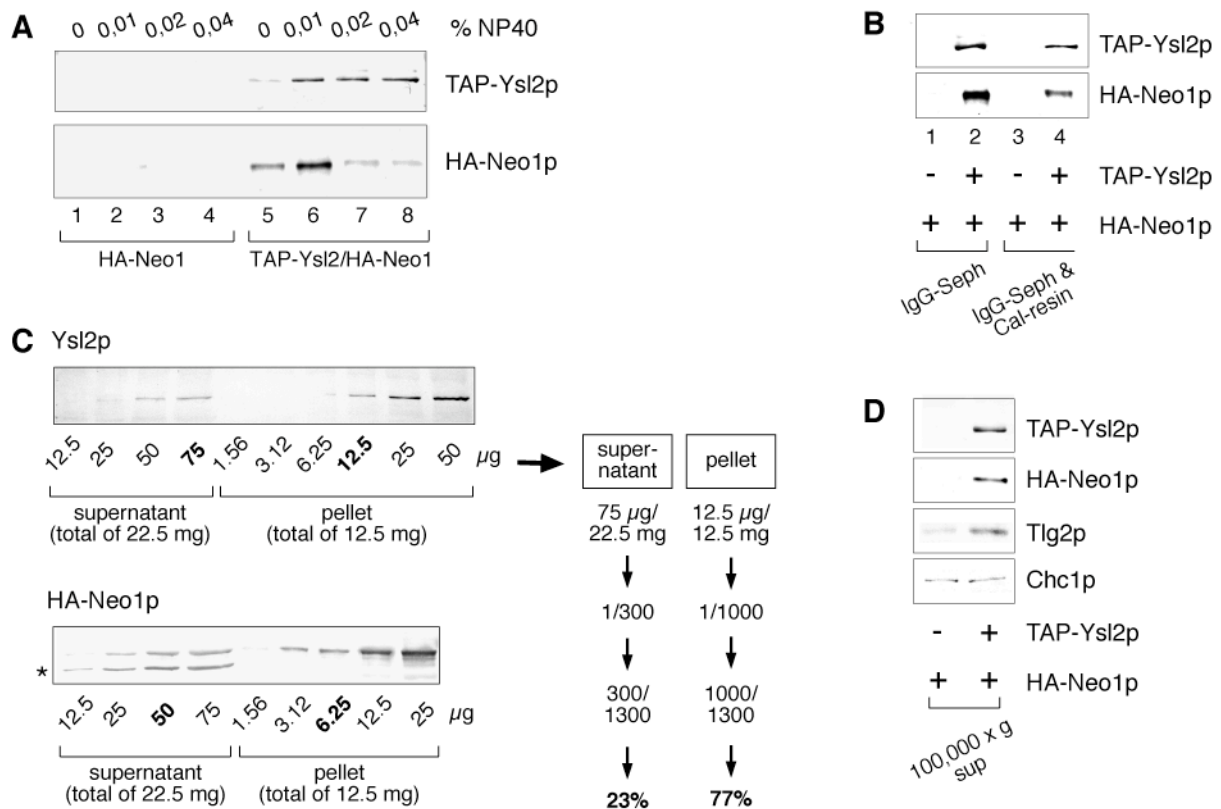 A
0 0,01 0,02 0,04 0 0,01 0,02 0,04 % NP40
TAP-Ysl2p
HA-Neo1p
1 2 3 4 5 6 7 8
HA-Neo1 TAP-Ysl2/HA-Neo1
B
TAP-Ysl2p
HA-Neo1p
1 2 3 4
- + - + TAP-Ysl2p
+ + + + HA-Neo1p
IgG-Seph
IgG-Seph &
Cal-resin
C
Ysl2p
12.5 25 50 75 1.56 3.12 6.25 12.5 25 50 µg
supernatant
(total of 22.5 mg)
pellet
(total of 12.5 mg)
HA-Neo1p
*
12.5 25 50 75 1.56 3.12 6.25 12.5 25 µg
supernatant
(total of 22.5 mg)
pellet
(total of 12.5 mg)
super-
natant
pellet
75 µg/
22.5 mg
12.5 µg/
12.5 mg
1/300 1/1000
300/
1300
1000/
1300
23% 77%
D
TAP-Ysl2p
HA-Neo1p
Tlg2p
Chc1p
- + TAP-Ysl2p
+ + HA-Neo1p
100,000 x g
sup